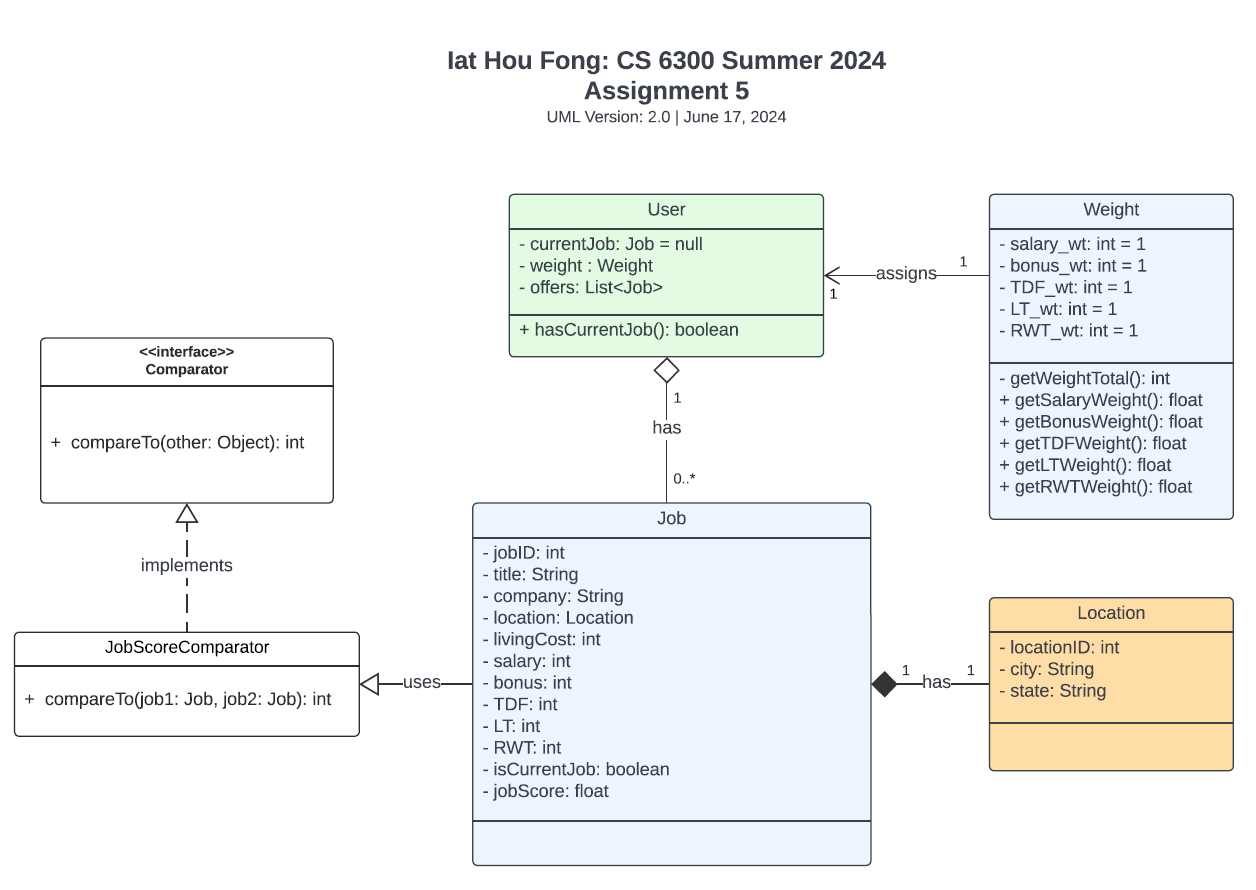 Iat Hou Fong: CS 6300 Summer 2024
Assignment 5
UML Version: 2.0 | June 17, 2024
User
- currentJob: Job = null
- weight : Weight
- offers: List<Job>
+ hasCurrentJob(): boolean
assigns
1
1
Weight
- salary_wt: int = 1
- bonus_wt: int = 1
- TDF_wt: int = 1
- LT_wt: int = 1
- RWT_wt: int = 1
- getWeightTotal(): int
+ getSalaryWeight(): float
+ getBonusWeight(): float
+ getTDFWeight(): float
+ getLTWeight(): float
+ getRWTWeight(): float
<<interface>>
Comparator
+ compareTo(other: Object): int
1
has
0..*
implements
JobScoreComparator
+ compareTo(job1: Job, job2: Job): int
uses
Job
- jobID: int
- title: String
- company: String
- location: Location
- livingCost: int
- salary: int
- bonus: int
- TDF: int
- LT: int
- RWT: int
- isCurrentJob: boolean
- jobScore: float
1
has
1
Location
- locationID: int
- city: String
- state: String